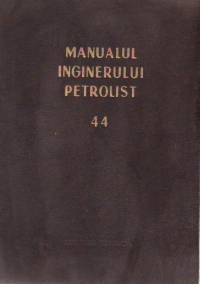 MANUALUL
INGINERULUI
PETROLIST
44